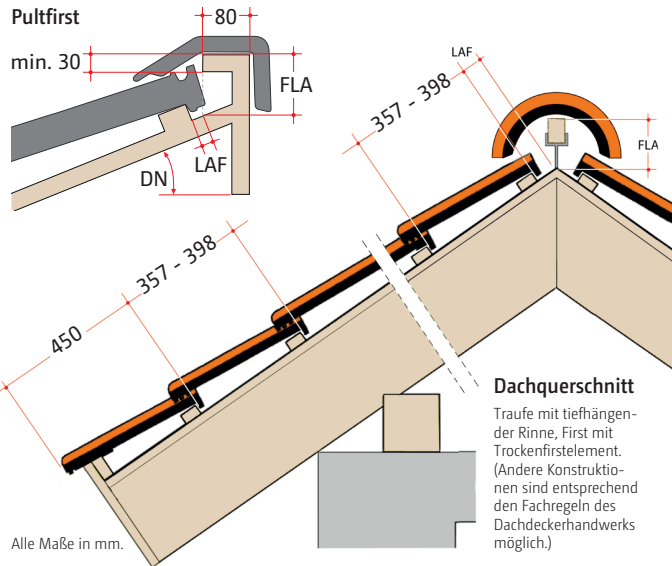 Pultfirst
80
min. 30
FLA
LAF
DN
LAF
357 - 398
FLA
357 - 398
450
Dachquerschnitt
Traufe mit tiefhängen-
der Rinne, First mit
Trockenfirstelement.
(Andere Konstruktio-
nen sind entsprechend
den Fachregeln des
Dachdeckerhandwerks
möglich.)
Alle Maße in mm.